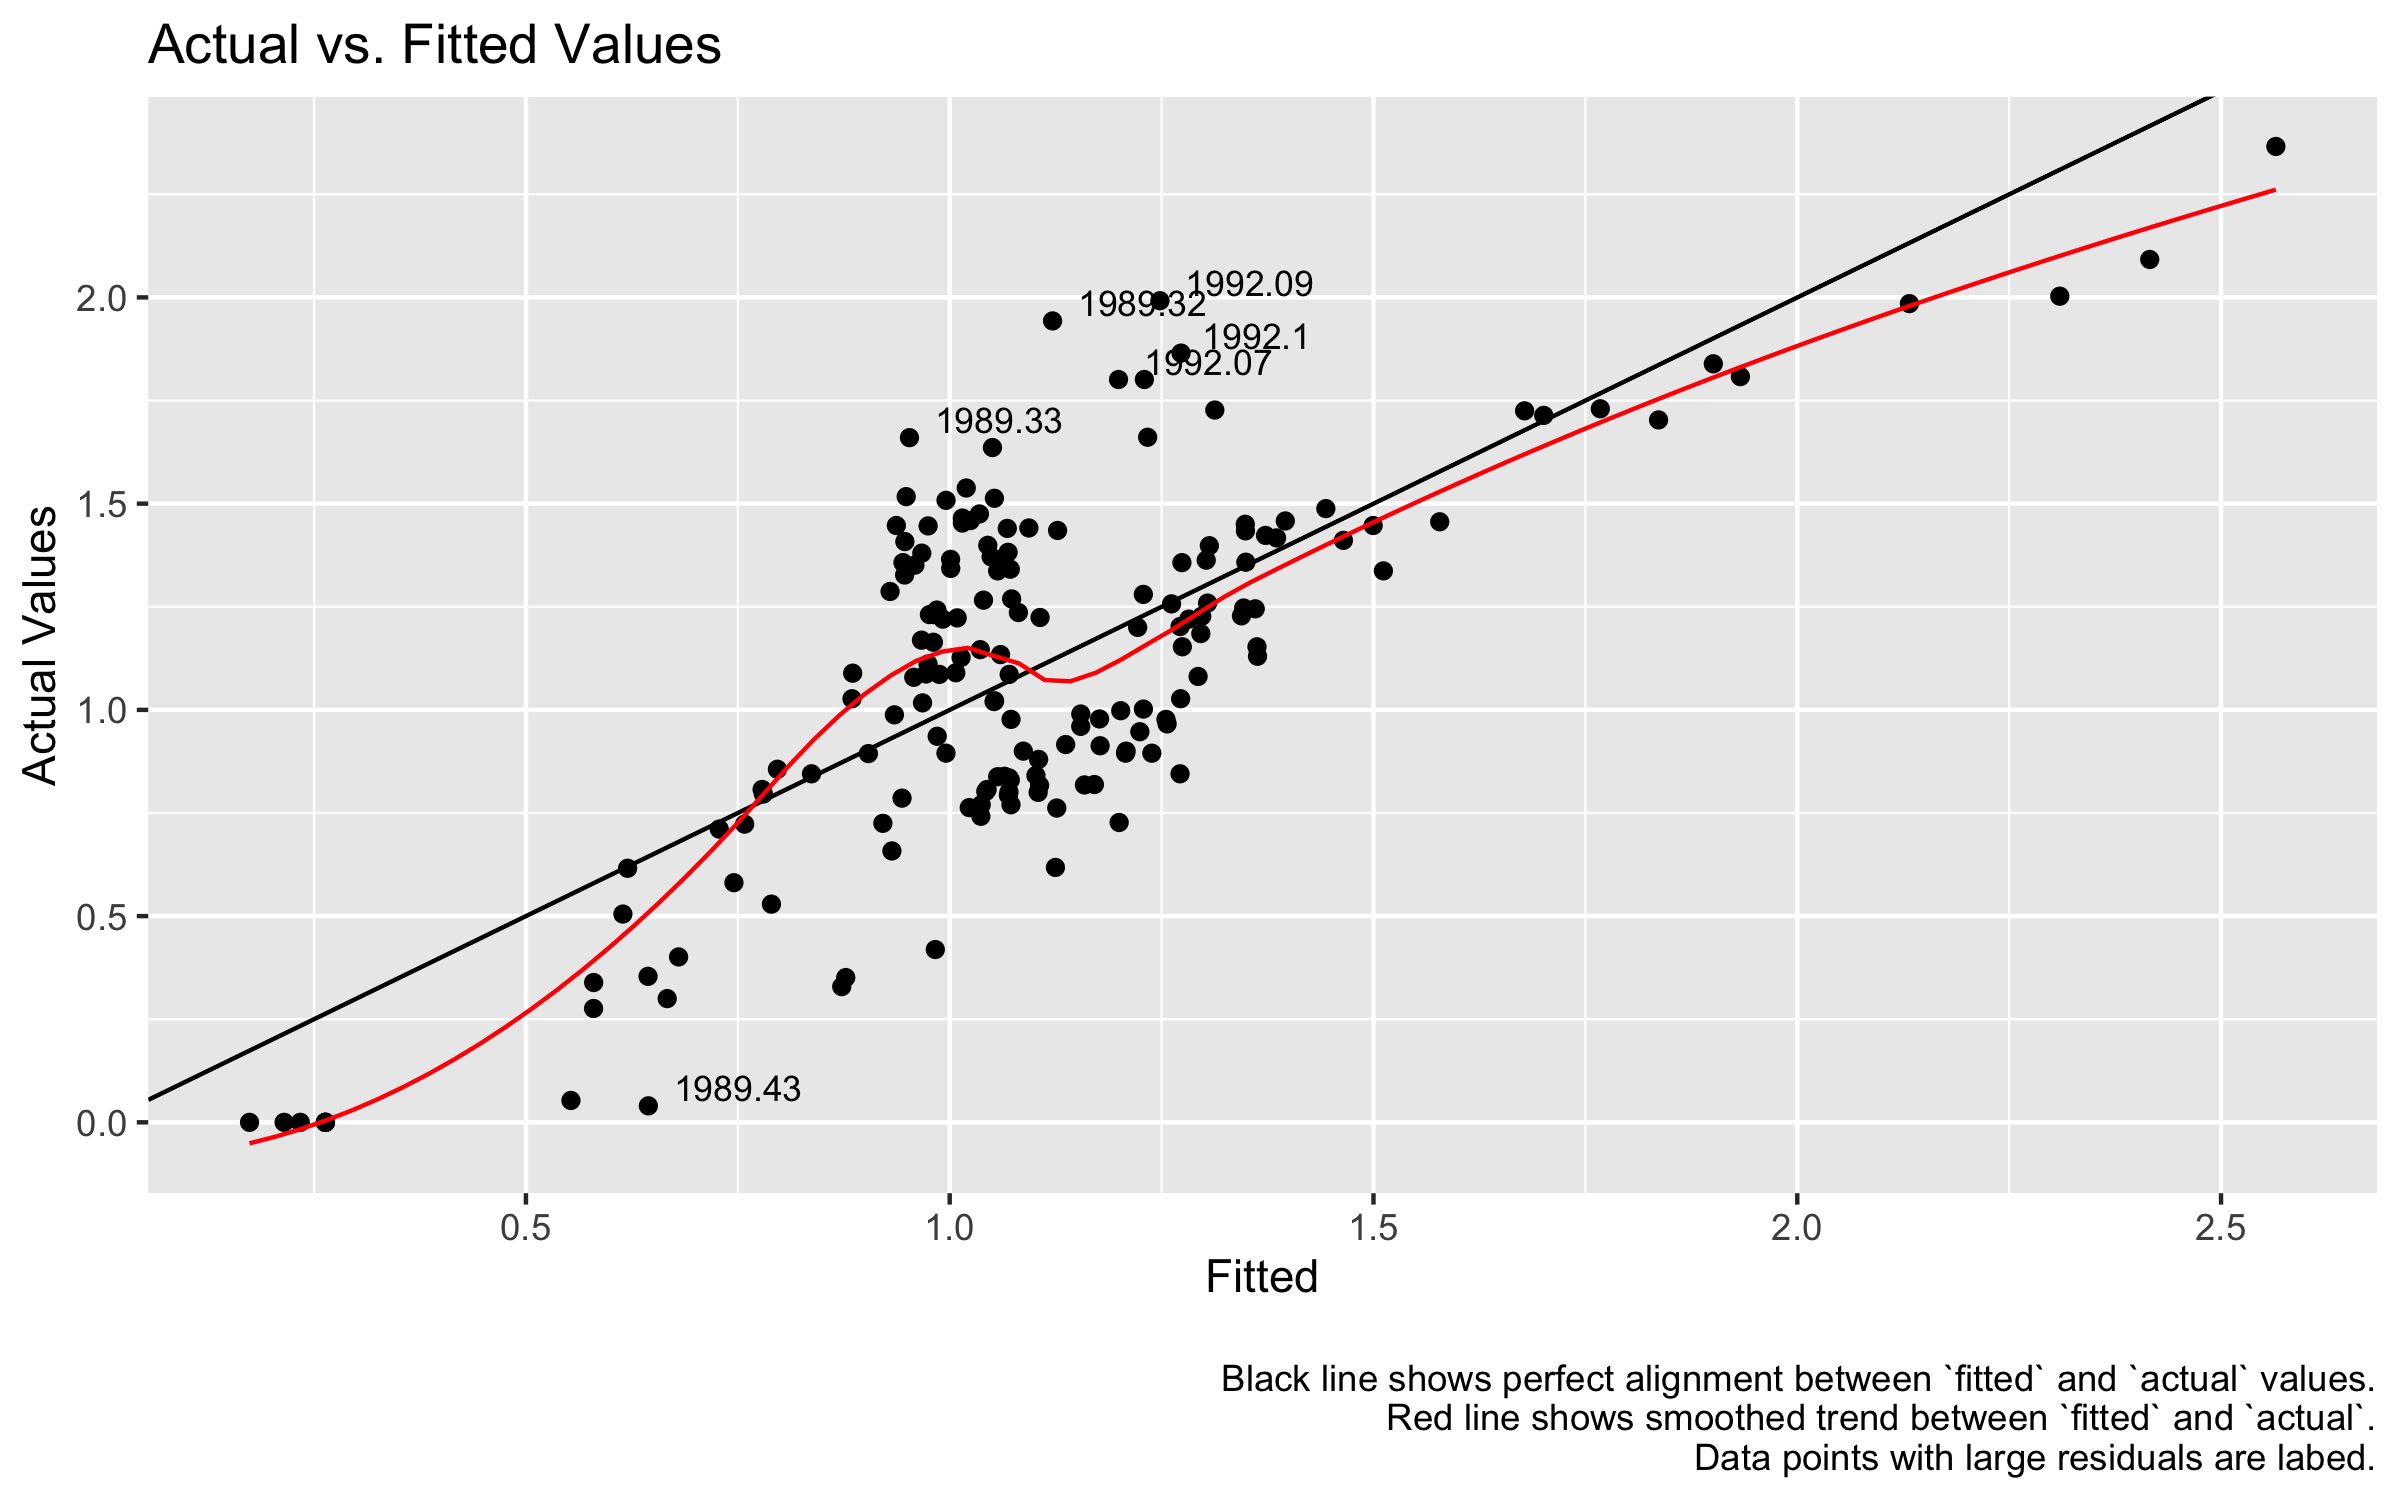 Actual vs. Fitted Values
Actual Values
2.0
1.5
1.0
0.5
0.0
1992.09
1989.32
1992.1
1992.07
1989.33
1989.43
0.5
1.0
1.5
2.0
2.5
Fitted
Black line shows perfect alignment between `fitted` and `actual` values.
Red line shows smoothed trend between `fitted` and `actual`.
Data points with large residuals are labed.